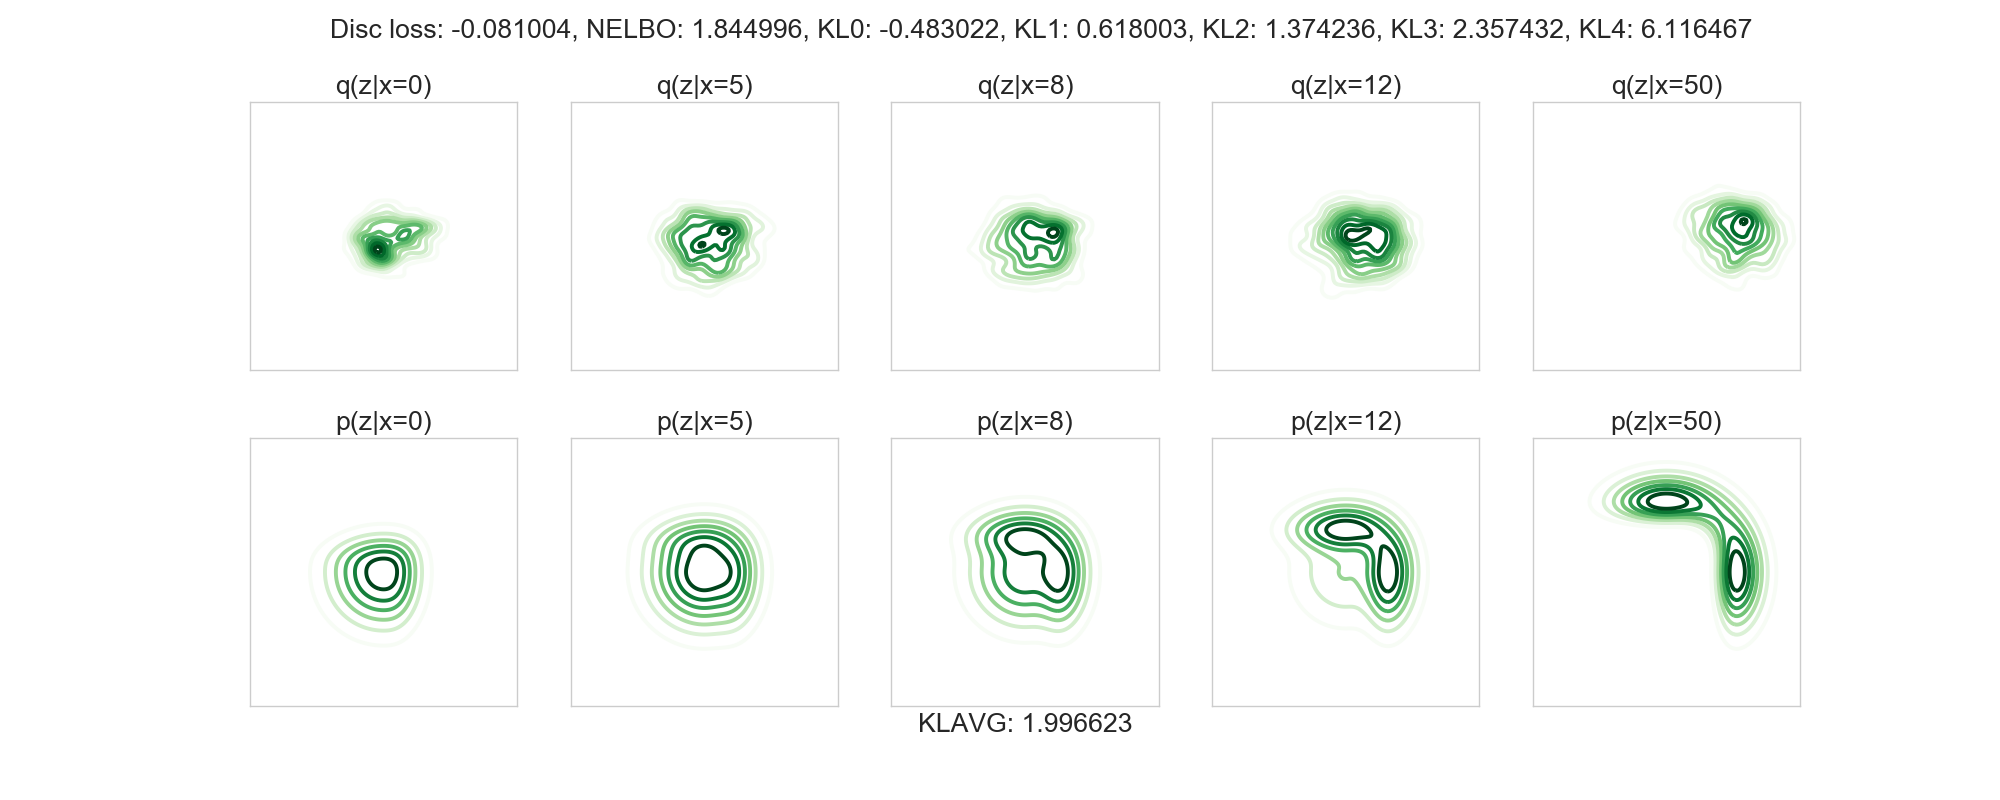 Disc loss: -0.081004, NELBO: 1.844996, KL0: -0.483022, KL1: 0.618003, KL2: 1.374236, KL3: 2.357432, KL4: 6.116467
q(z|x=0) q(z|x=5) q(z|x=8) q(z|x=12) q(z|x=50)
p(z|x=0) p(z|x=5) p(z|x=8) p(z|x=12) p(z|x=50)
KLAVG: 1.996623